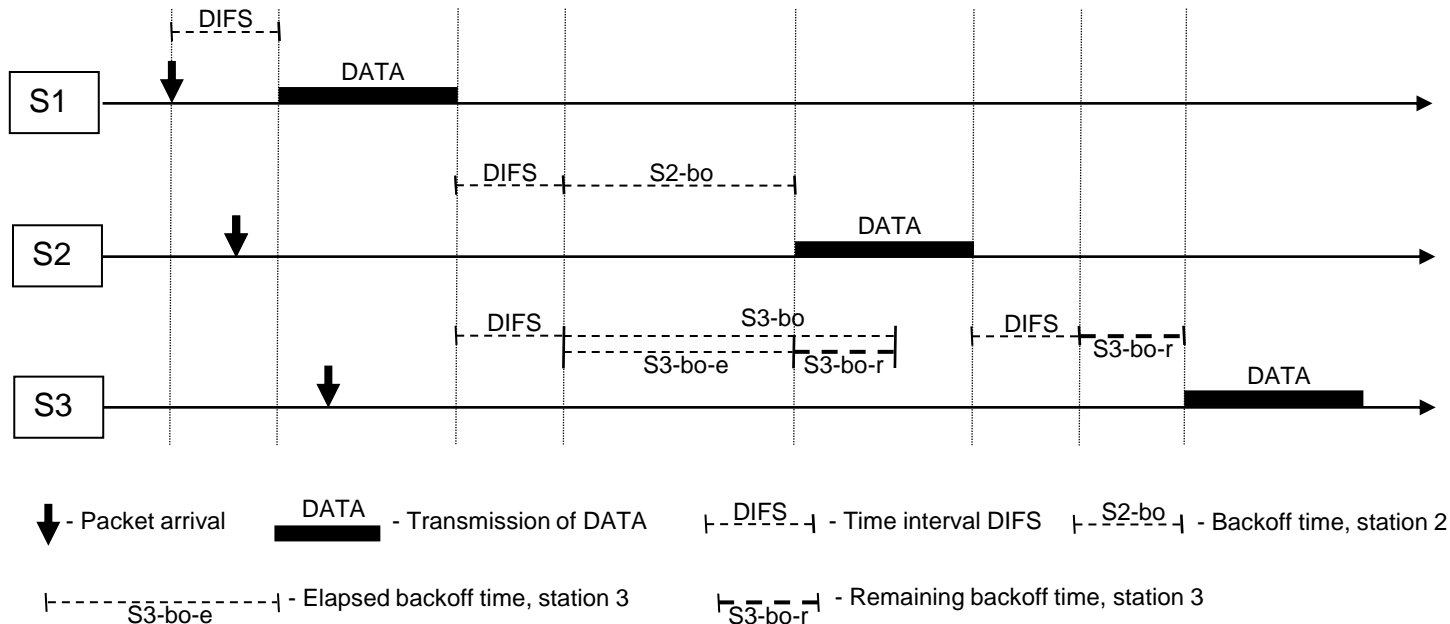 DIFS
DATA
S1
DIFS
S2-bo
DATA
S2
DIFS
S3-bo
DIFS
S3-bo-e
S3-bo-r
S3-bo-r
DATA
S3
DATA
- Packet arrival
- Transmission of DATA
DIFS
- Time interval DIFS
S2-bo
- Backoff time, station 2
S3-bo-e
- Elapsed backoff time, station 3
S3-bo-r
- Remaining backoff time, station 3